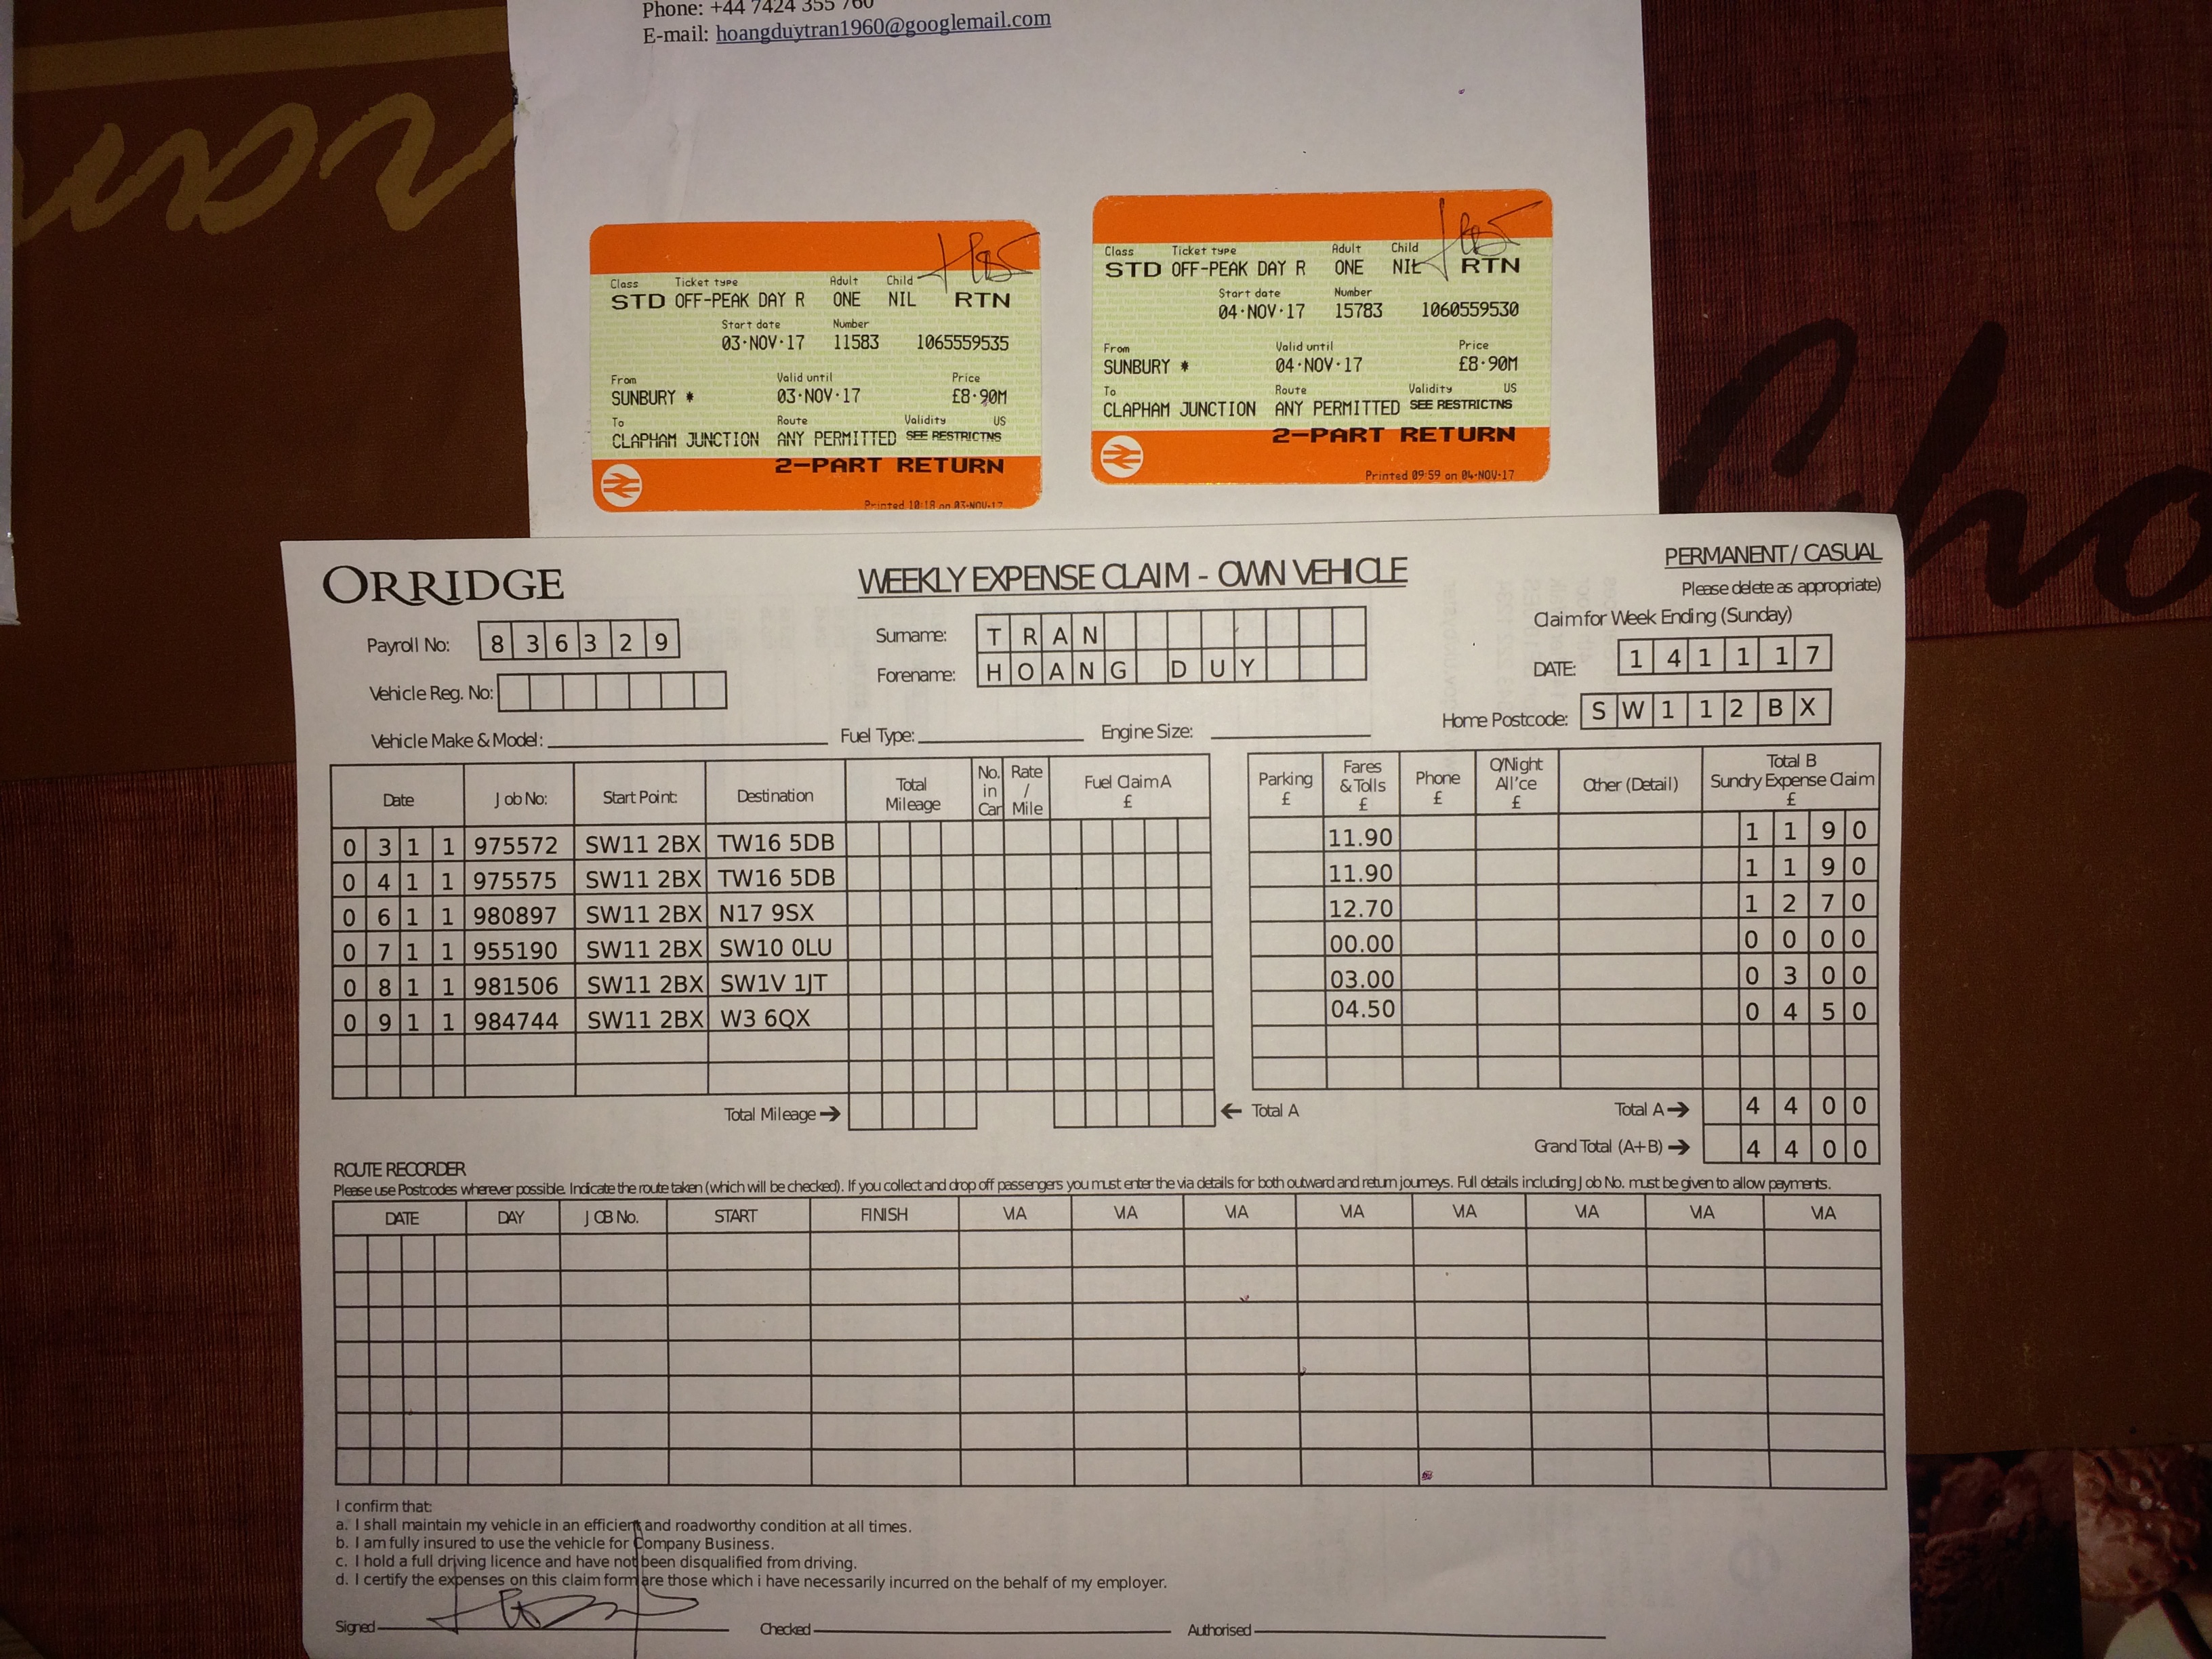 ORRIDGE
WEEKLY EXPENSE CLAIM - OWN VEHICLE
PERMANENT / CASUAL
Please delete as appropriate)
Payroll No: 8 3 6 3 2 9
Surname: T R A N
Claim for Week Ending (Sunday)
Vehicle Reg. No:
Forename: H O A N G D U Y
DATE: 1 4 1 1 1 7
Vehicle Make & Model: Fuel Type: Engine Size:
Home Postcode: S W 1 1 2 B X
Date Job No: Start Point: Destination Total Mileage No. in Car Rate / Mile Fuel Claim A £ Parking £ Fares & Tolls £ Phone £ O/Night All'ce £ Other (Detail) Total B Sundry Expense Claim £
0 3 1 1 975572 SW11 2BX TW16 5DB 11.90 1 1 9 0
0 4 1 1 975575 SW11 2BX TW16 5DB 11.90 1 1 9 0
0 6 1 1 980897 SW11 2BX N17 9SX 12.70 1 2 7 0
0 7 1 1 955190 SW11 2BX SW10 0LU 00.00 0 0 0 0
0 8 1 1 981506 SW11 2BX SW1V 1JT 03.00 0 3 0 0
0 9 1 1 984744 SW11 2BX W3 6QX 04.50 0 4 5 0
Total Mileage → ← Total A Total A → 4 4 0 0
Grand Total (A+B) → 4 4 0 0
ROUTE RECORDER
Please use Postcodes wherever possible. Indicate the route taken (which will be checked). If you collect and drop off passengers you must enter the via details for both outward and return journeys. Full details including Job No. must be given to allow payments.
DATE DAY JOB No. START FINISH VIA VIA VIA VIA VIA VIA VIA VIA
I confirm that:
a. I shall maintain my vehicle in an efficient and roadworthy condition at all times.
b. I am fully insured to use the vehicle for Company Business.
c. I hold a full driving licence and have not been disqualified from driving.
d. I certify the expenses on this claim form are those which i have necessarily incurred on the behalf of my employer.
Signed Checked Authorised
Class Ticket type Adult Child
STD OFF-PEAK DAY R ONE NIL RTN
Start date Number
03·NOV·17 11583 1065559535
From Valid until Price
SUNBURY * 03·NOV·17 £8·90M
To Route Validity US
CLAPHAM JUNCTION ANY PERMITTED SEE RESTRICTNS
2-PART RETURN
Printed 10:18 on 03·NOV·17
Class Ticket type Adult Child
STD OFF-PEAK DAY R ONE NIL RTN
Start date Number
04·NOV·17 15783 1060559530
From Valid until Price
SUNBURY * 04·NOV·17 £8·90M
To Route Validity US
CLAPHAM JUNCTION ANY PERMITTED SEE RESTRICTNS
2-PART RETURN
Printed 09·59 on 04·NOV·17
Phone: +44 7424 355 760
E-mail: hoangduytran1960@googlemail.com